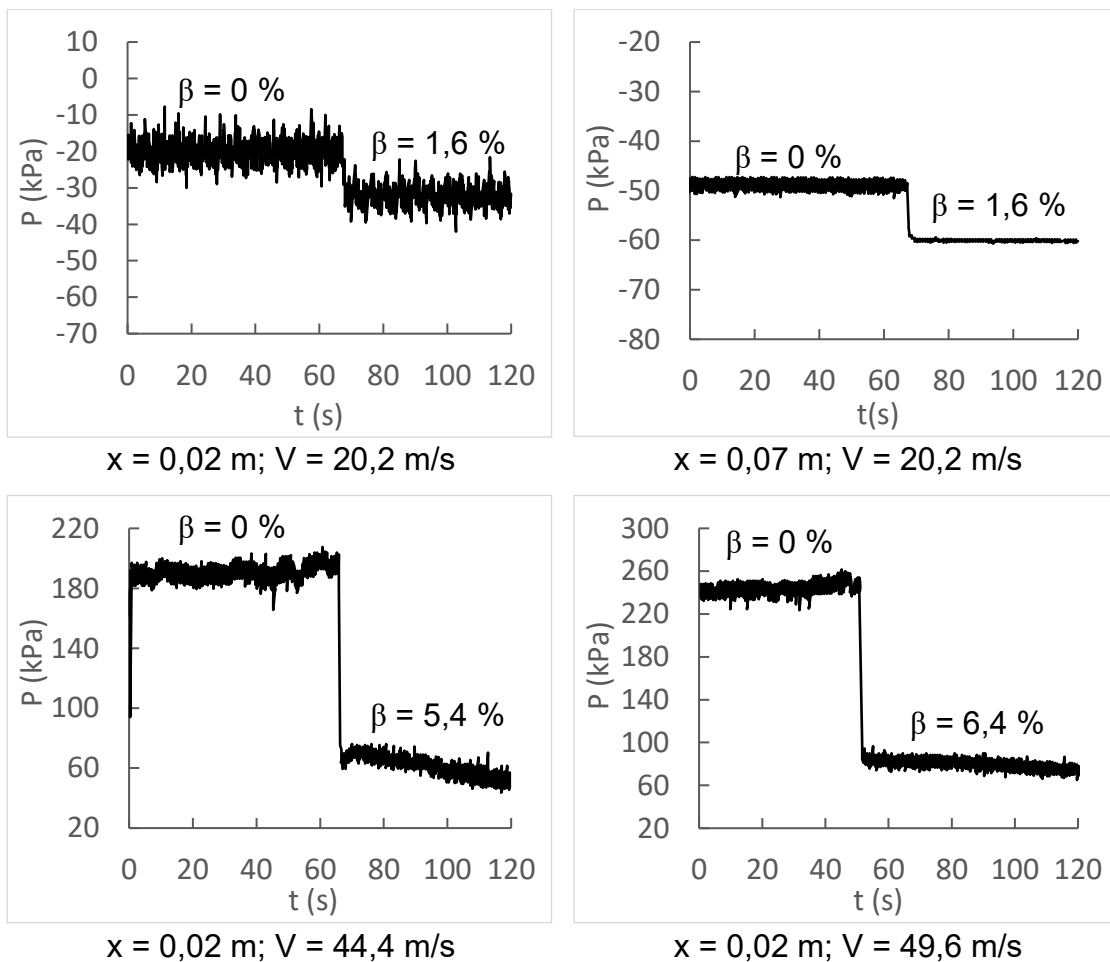 10
0
-10
-20
-30
-40
-50
-60
-70
P (kPa)
β = 0 %
β = 1,6 %
0 20 40 60 80 100 120
t (s)
x = 0,02 m; V = 20,2 m/s
-20
-30
-40
-50
-60
-70
-80
P (kPa)
β = 0 %
β = 1,6 %
0 20 40 60 80 100 120
t(s)
x = 0,07 m; V = 20,2 m/s
220
180
140
100
60
20
P (kPa)
β = 0 %
β = 5,4 %
0 20 40 60 80 100 120
t (s)
x = 0,02 m; V = 44,4 m/s
300
260
220
180
140
100
60
20
P (kPa)
β = 0 %
β = 6,4 %
0 20 40 60 80 100 120
t (s)
x = 0,02 m; V = 49,6 m/s